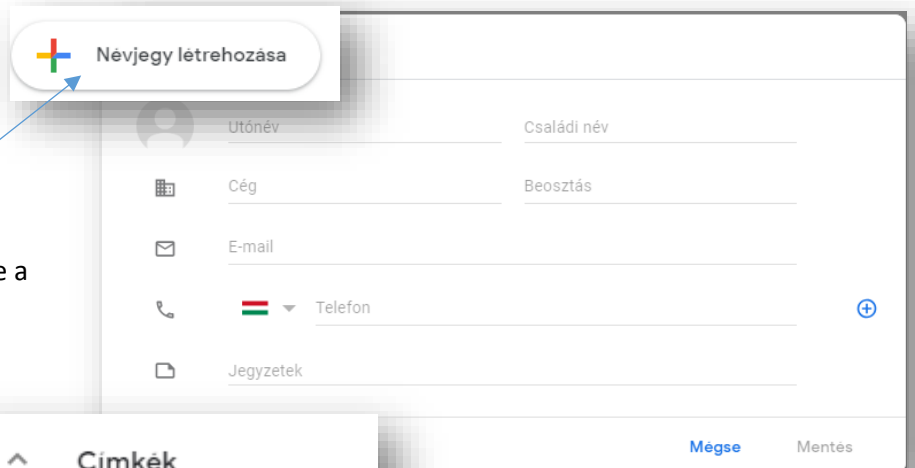 Névjegy létrehozása
Utónév Családi név
Cég Beosztás
E-mail
e a
Telefon
Jegyzetek
Mégse Mentés
Címkék